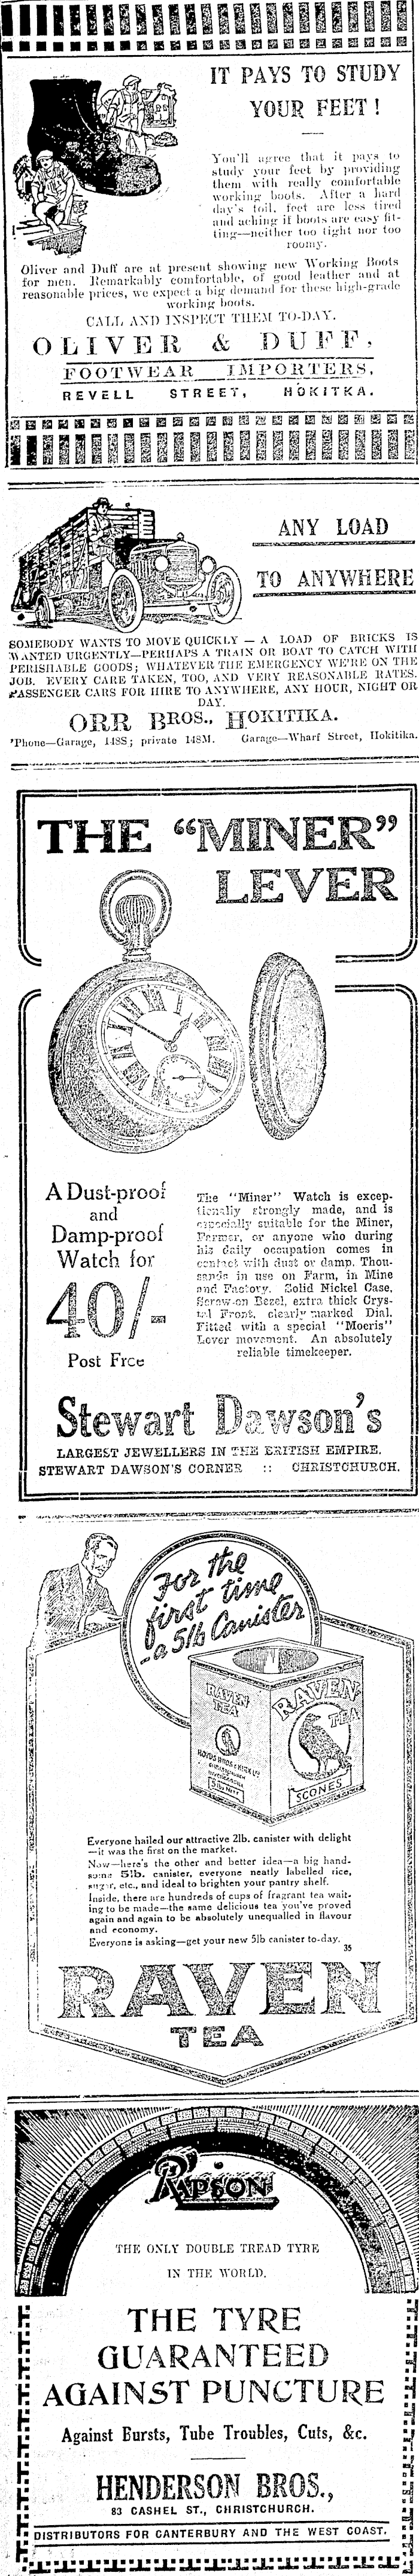 IT PAYS TO STUDY
YOUR FEET!
You'll agree that it pays to
study your feet by providing
them with really comfortable
working boots. After a hard
day's toil, feet are less tired
and aching if boots are easy fit-
ting—neither too tight nor too
roomy.
Oliver and Duff are at present showing new Working Boots
for men. Remarkably comfortable, of good leather and at
reasonable prices, we expect a big demand for these high-grade
working boots.
CALL AND INSPECT THEM TO-DAY.
OLIVER & DUFF,
FOOTWEAR IMPORTERS,
REVELL STREET, HOKITKA.
ANY LOAD
TO ANYWHERE
SOMEBODY WANTS TO MOVE QUICKLY — A LOAD OF BRICKS IS
WANTED URGENTLY—PERHAPS A TRAIN OR BOAT TO CATCH WITH
PERISHABLE GOODS; WHATEVER THE EMERGENCY WE'RE ON THE
JOB. EVERY CARE TAKEN, TOO, AND VERY REASONABLE RATES.
PASSENGER CARS FOR HIRE TO ANYWHERE, ANY HOUR, NIGHT OR
DAY.
ORR BROS., HOKITIKA.
'Phone—Garage, 148S; private 148M. Garage—Wharf Street, Hokitika.
THE "MINER"
LEVER
A Dust-proof
and
Damp-proof
Watch for
40/-
Post Free
The "Miner" Watch is excep-
tionally strongly made, and is
especially suitable for the Miner,
Farmer, or anyone who during
his daily occupation comes in
contact with dust or damp. Thou-
sands in use on Farm, in Mine
and Factory. Solid Nickel Case,
Screw-on Bezel, extra thick Crys-
tal Front, clearly marked Dial.
Fitted with a special "Moeris"
Lever movement. An absolutely
reliable timekeeper.
Stewart Dawson's
LARGEST JEWELLERS IN THE BRITISH EMPIRE.
STEWART DAWSON'S CORNER :: CHRISTCHURCH.
For the
first time
—a 5lb Canister
RAVEN
TEA
RAVEN
TEA
SCONES
Everyone hailed our attractive 2lb. canister with delight
—it was the first on the market.
Now—here's the other and better idea—a big hand-
some 5lb. canister, everyone neatly labelled rice,
sugar, etc., and ideal to brighten your pantry shelf.
Inside, there are hundreds of cups of fragrant tea wait-
ing to be made—the same delicious tea you've proved
again and again to be absolutely unequalled in flavour
and economy.
Everyone is asking—get your new 5lb canister to-day.
35
RAVEN
TEA
RAPSON
THE ONLY DOUBLE TREAD TYRE
IN THE WORLD.
THE TYRE
GUARANTEED
AGAINST PUNCTURE
Against Bursts, Tube Troubles, Cuts, &c.
HENDERSON BROS.,
83 CASHEL ST., CHRISTCHURCH.
DISTRIBUTORS FOR CANTERBURY AND THE WEST COAST.